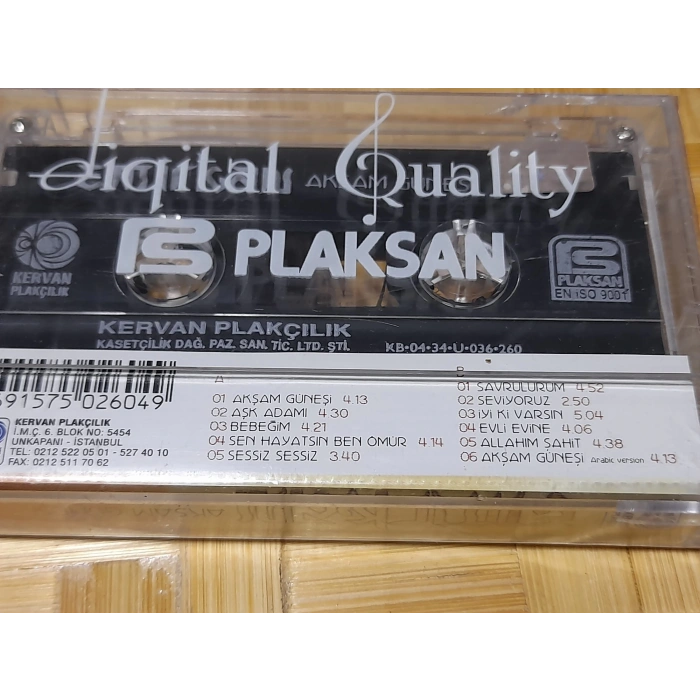 Digital Quality
AKŞAM GÜNEŞİ
PLAKSAN
KERVAN
PLAKÇILIK
PLAKSAN
EN ISO 9001
KERVAN PLAKÇILIK
KASETÇİLİK DAĞ. PAZ. SAN. TİC. LTD. ŞTİ.
KB•04•34•U•036•260
591575 026049
KERVAN PLAKÇILIK
İ.M.Ç. 6. BLOK NO: 5454
UNKAPANI - İSTANBUL
TEL: 0212 522 05 01 - 527 40 10
FAX: 0212 511 70 62
A
01 AKŞAM GÜNEŞİ 4.13
02 AŞK ADAMI 4.30
03 BEBEĞİM 4.21
04 SEN HAYATSIN BEN ÖMÜR 4.14
05 SESSİZ SESSİZ 3.40
B
01 SAVRULURUM 4.52
02 SEVİYORUZ 2.50
03 İYİ Kİ VARSIN 5.04
04 EVLİ EVİNE 4.06
05 ALLAHIM ŞAHİT 4.38
06 AKŞAM GÜNEŞİ Arabic version 4.13